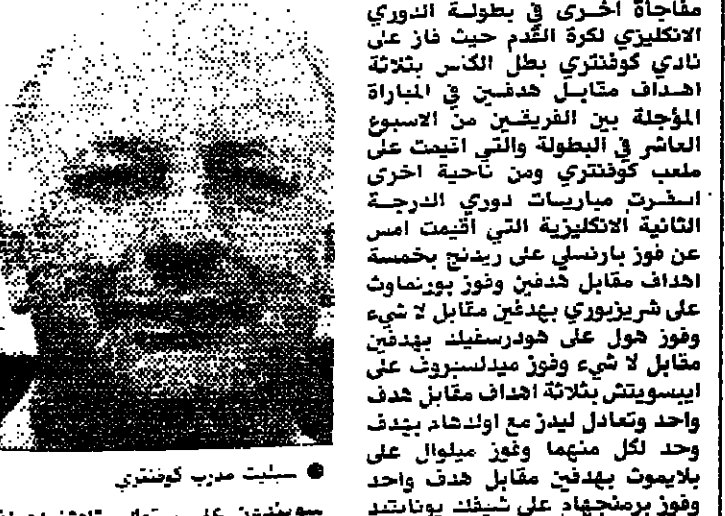 مفاجأة اخرى في بطولة الدوري
الانكليزي لكرة القدم حيث فاز على
نادي كوفنتري بطل الكأس بثلاثة
اهداف مقابل هدفين في المباراة
المؤجلة بين الفريقين من الاسبوع
العاشر في البطولة والتي اقيمت على
ملعب كوفنتري ومن ناحية اخرى
اسفرت مباريات دوري الدرجة
الثانية الانكليزية التي اقيمت امس
عن فوز بارنسلي على ريدنج بخمسة
اهداف مقابل هدفين وفوز بورنماوث
على شريزبوري بهدفين مقابل لا شيء
وفوز هول على هودرسفيلد بهدفين
مقابل لا شيء وفوز ميدلسبروف على
ايبسويتش بثلاثة اهداف مقابل هدف
واحد وتعادل ليدز مع اولدهام بهدف
وحد لكل منهما وفوز ميلوال على
بلايموث بهدفين مقابل هدف واحد
وفوز برمنجهام على شيفلد يونايتد
● سيليت مدرب كوفنتري